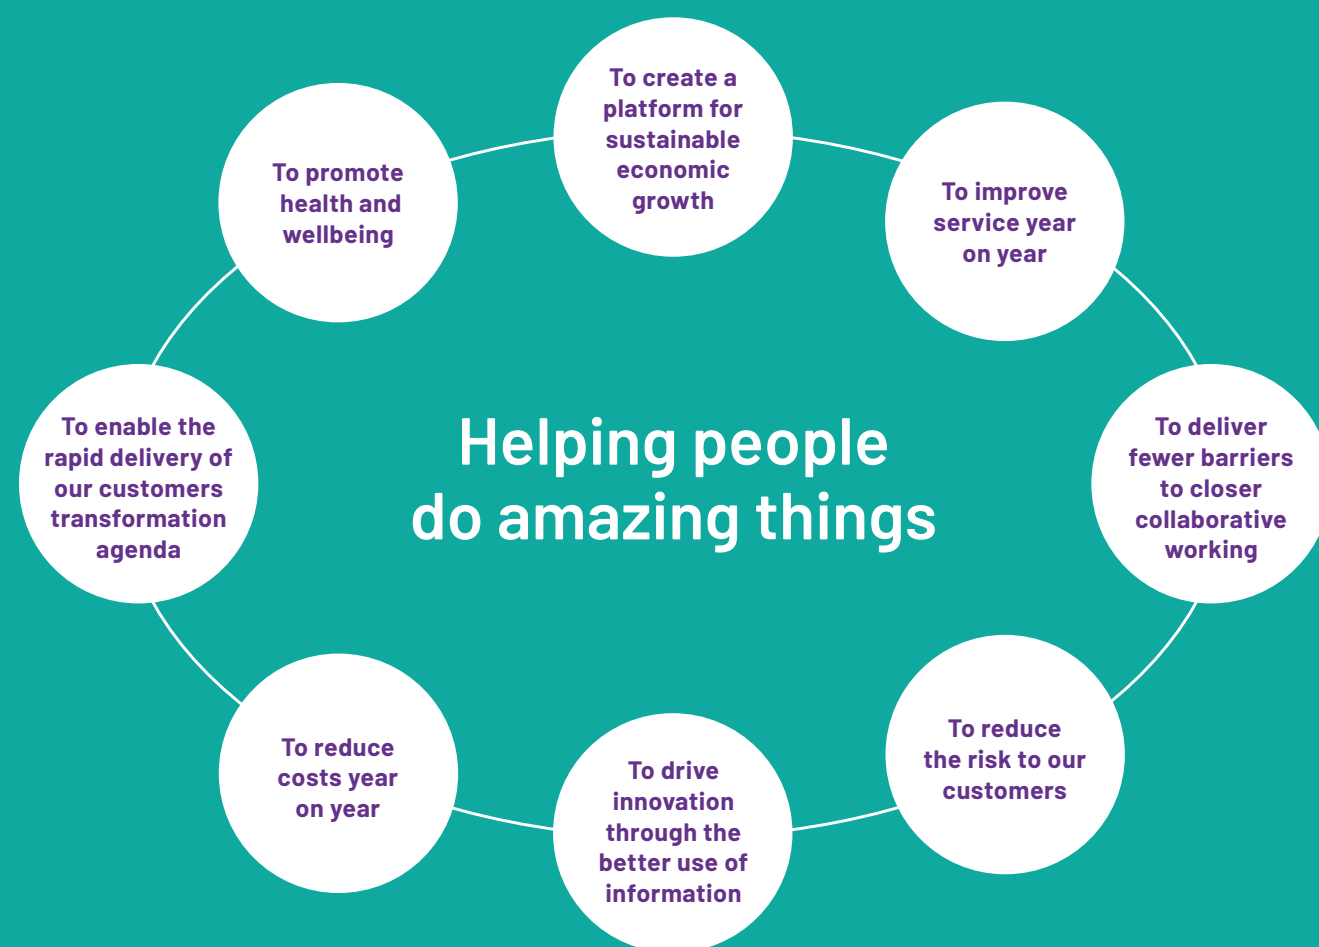 To create a
platform for
sustainable
economic
growth
To improve
service year
on year
To deliver
fewer barriers
to closer
collaborative
working
To reduce
the risk to our
customers
To drive
innovation
through the
better use of
information
To reduce
costs year
on year
To enable the
rapid delivery of
our customers
transformation
agenda
To promote
health and
wellbeing
Helping people
do amazing things